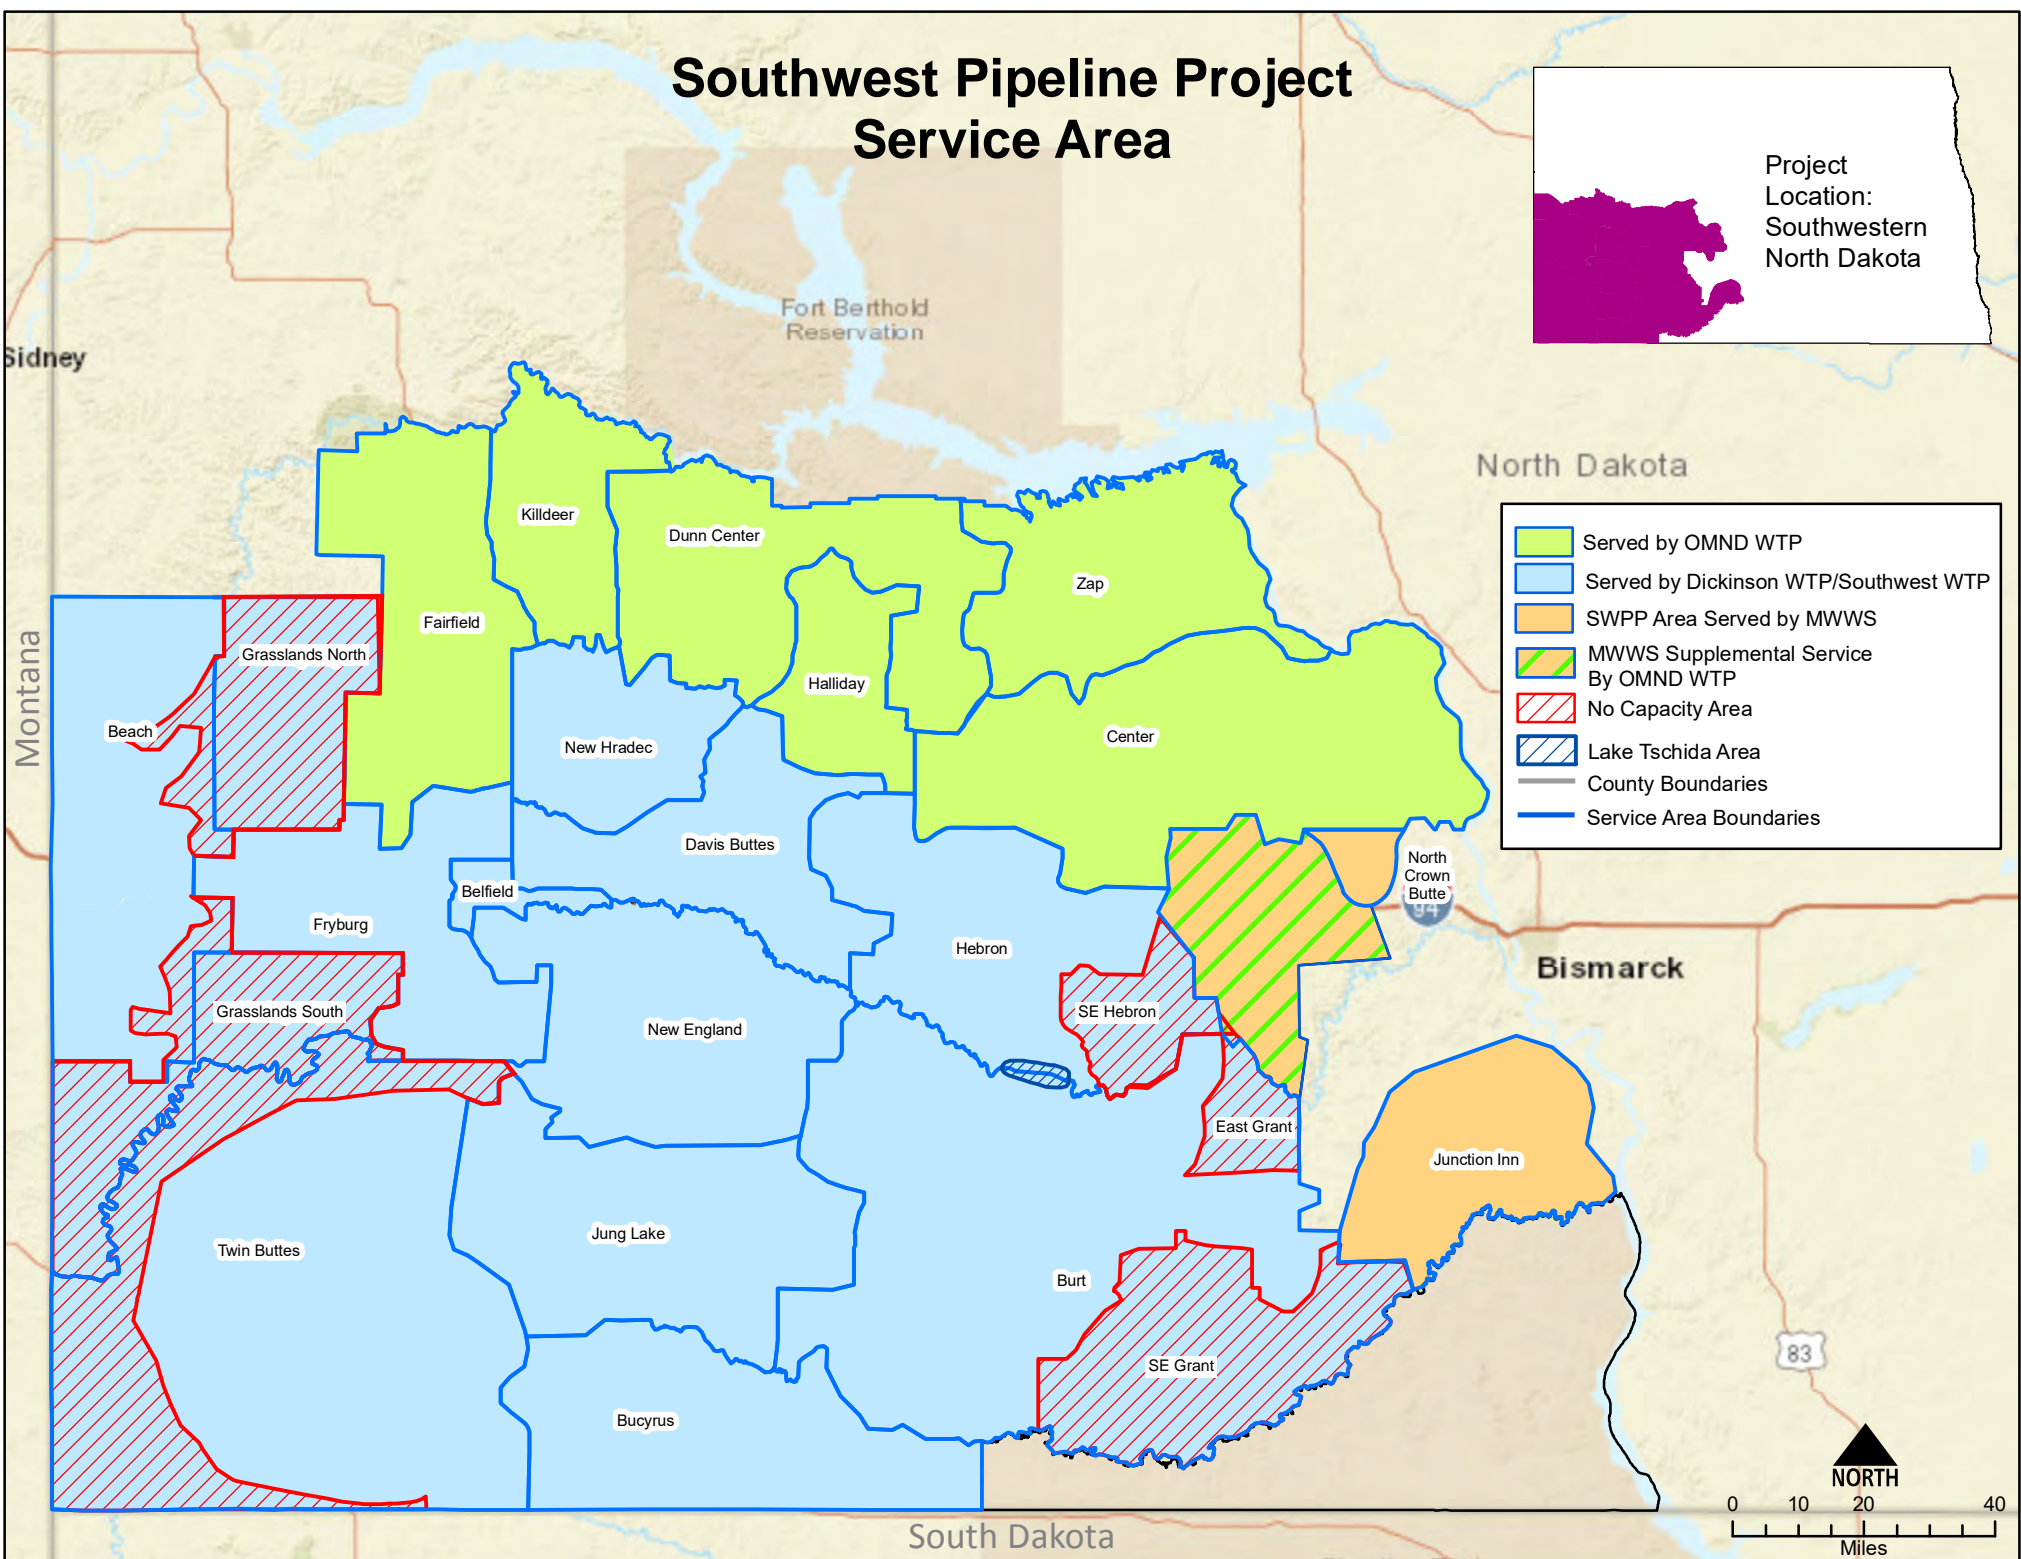 Southwest Pipeline Project
Service Area
Project
Location:
Southwestern
North Dakota
Fort Berthold
Reservation
Sidney
North Dakota
Montana
Killdeer
Dunn Center
Zap
Fairfield
Grasslands North
Halliday
Beach
New Hradec
Center
Davis Buttes
Belfield
North
Crown
Butte
94
Fryburg
Hebron
Bismarck
Grasslands South
SE Hebron
New England
East Grant
Junction Inn
Twin Buttes
Jung Lake
Burt
SE Grant
Bucyrus
83
Served by OMND WTP
Served by Dickinson WTP/Southwest WTP
SWPP Area Served by MWWS
MWWS Supplemental Service
By OMND WTP
No Capacity Area
Lake Tschida Area
County Boundaries
Service Area Boundaries
NORTH
0 10 20 40
Miles
South Dakota